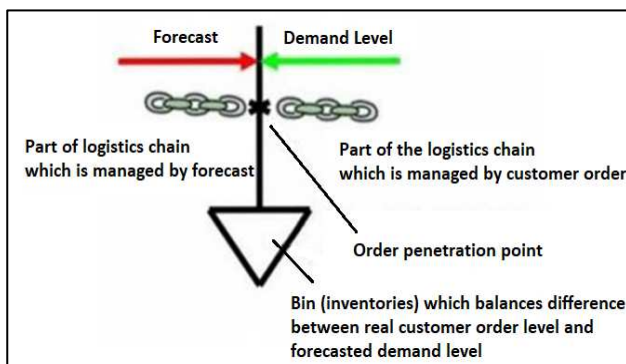 Forecast
Demand Level
Part of logistics chain
which is managed by forecast
Part of the logistics chain
which is managed by customer order
Order penetration point
Bin (inventories) which balances difference
between real customer order level and
forecasted demand level